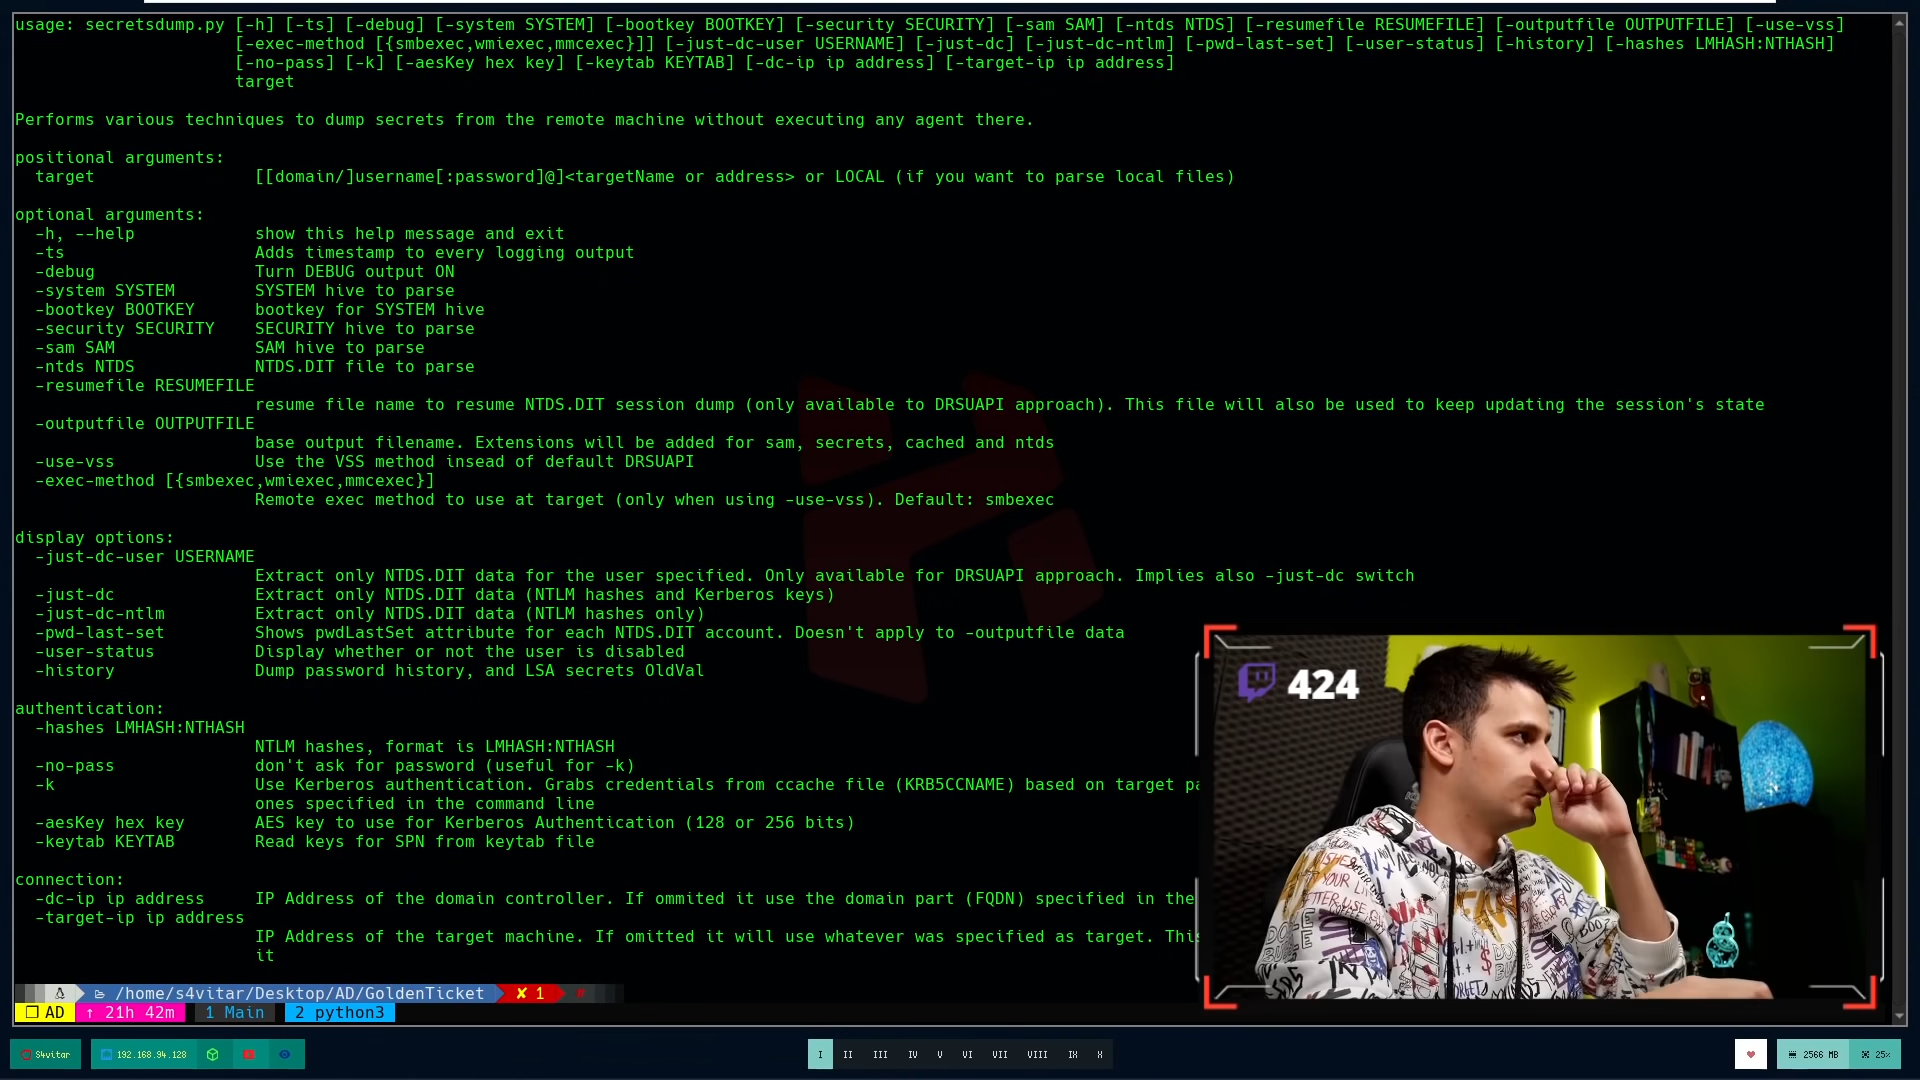 usage: secretsdump.py [-h] [-ts] [-debug] [-system SYSTEM] [-bootkey BOOTKEY] [-security SECURITY] [-sam SAM] [-ntds NTDS] [-resumefile RESUMEFILE] [-outputfile OUTPUTFILE] [-use-vss]
[-exec-method [{smbexec,wmiexec,mmcexec}]] [-just-dc-user USERNAME] [-just-dc] [-just-dc-ntlm] [-pwd-last-set] [-user-status] [-history] [-hashes LMHASH:NTHASH]
[-no-pass] [-k] [-aesKey hex key] [-keytab KEYTAB] [-dc-ip ip address] [-target-ip ip address]
target
Performs various techniques to dump secrets from the remote machine without executing any agent there.
positional arguments:
target [[domain/]username[:password]@]<targetName or address> or LOCAL (if you want to parse local files)
optional arguments:
-h, --help show this help message and exit
-ts Adds timestamp to every logging output
-debug Turn DEBUG output ON
-system SYSTEM SYSTEM hive to parse
-bootkey BOOTKEY bootkey for SYSTEM hive
-security SECURITY SECURITY hive to parse
-sam SAM SAM hive to parse
-ntds NTDS NTDS.DIT file to parse
-resumefile RESUMEFILE
resume file name to resume NTDS.DIT session dump (only available to DRSUAPI approach). This file will also be used to keep updating the session's state
-outputfile OUTPUTFILE
base output filename. Extensions will be added for sam, secrets, cached and ntds
-use-vss Use the VSS method insead of default DRSUAPI
-exec-method [{smbexec,wmiexec,mmcexec}]
Remote exec method to use at target (only when using -use-vss). Default: smbexec
display options:
-just-dc-user USERNAME
Extract only NTDS.DIT data for the user specified. Only available for DRSUAPI approach. Implies also -just-dc switch
-just-dc Extract only NTDS.DIT data (NTLM hashes and Kerberos keys)
-just-dc-ntlm Extract only NTDS.DIT data (NTLM hashes only)
-pwd-last-set Shows pwdLastSet attribute for each NTDS.DIT account. Doesn't apply to -outputfile data
-user-status Display whether or not the user is disabled
-history Dump password history, and LSA secrets OldVal
authentication:
-hashes LMHASH:NTHASH
NTLM hashes, format is LMHASH:NTHASH
-no-pass don't ask for password (useful for -k)
-k Use Kerberos authentication. Grabs credentials from ccache file (KRB5CCNAME) based on target pa
ones specified in the command line
-aesKey hex key AES key to use for Kerberos Authentication (128 or 256 bits)
-keytab KEYTAB Read keys for SPN from keytab file
connection:
-dc-ip ip address IP Address of the domain controller. If ommited it use the domain part (FQDN) specified in the
-target-ip ip address
IP Address of the target machine. If omitted it will use whatever was specified as target. This
it
424
/home/s4vitar/Desktop/AD/GoldenTicket ✘ 1 #
AD ↑ 21h 42m 1 Main 2 python3
S4vitar 192.168.94.128 I II III IV V VI VII VIII IX X 2566 MB 25%